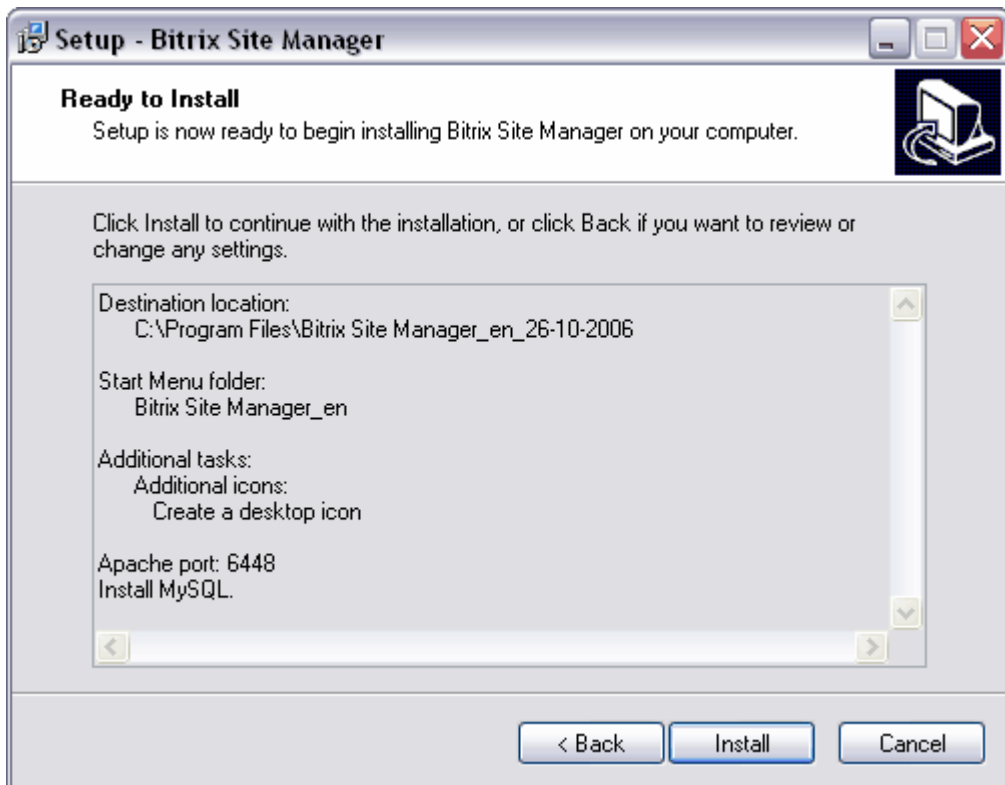 Setup - Bitrix Site Manager
Ready to Install
Setup is now ready to begin installing Bitrix Site Manager on your computer.
Click Install to continue with the installation, or click Back if you want to review or
change any settings.
Destination location:
C:\Program Files\Bitrix Site Manager_en_26-10-2006
Start Menu folder:
Bitrix Site Manager_en
Additional tasks:
Additional icons:
Create a desktop icon
Apache port: 6448
Install MySQL.
< Back Install Cancel